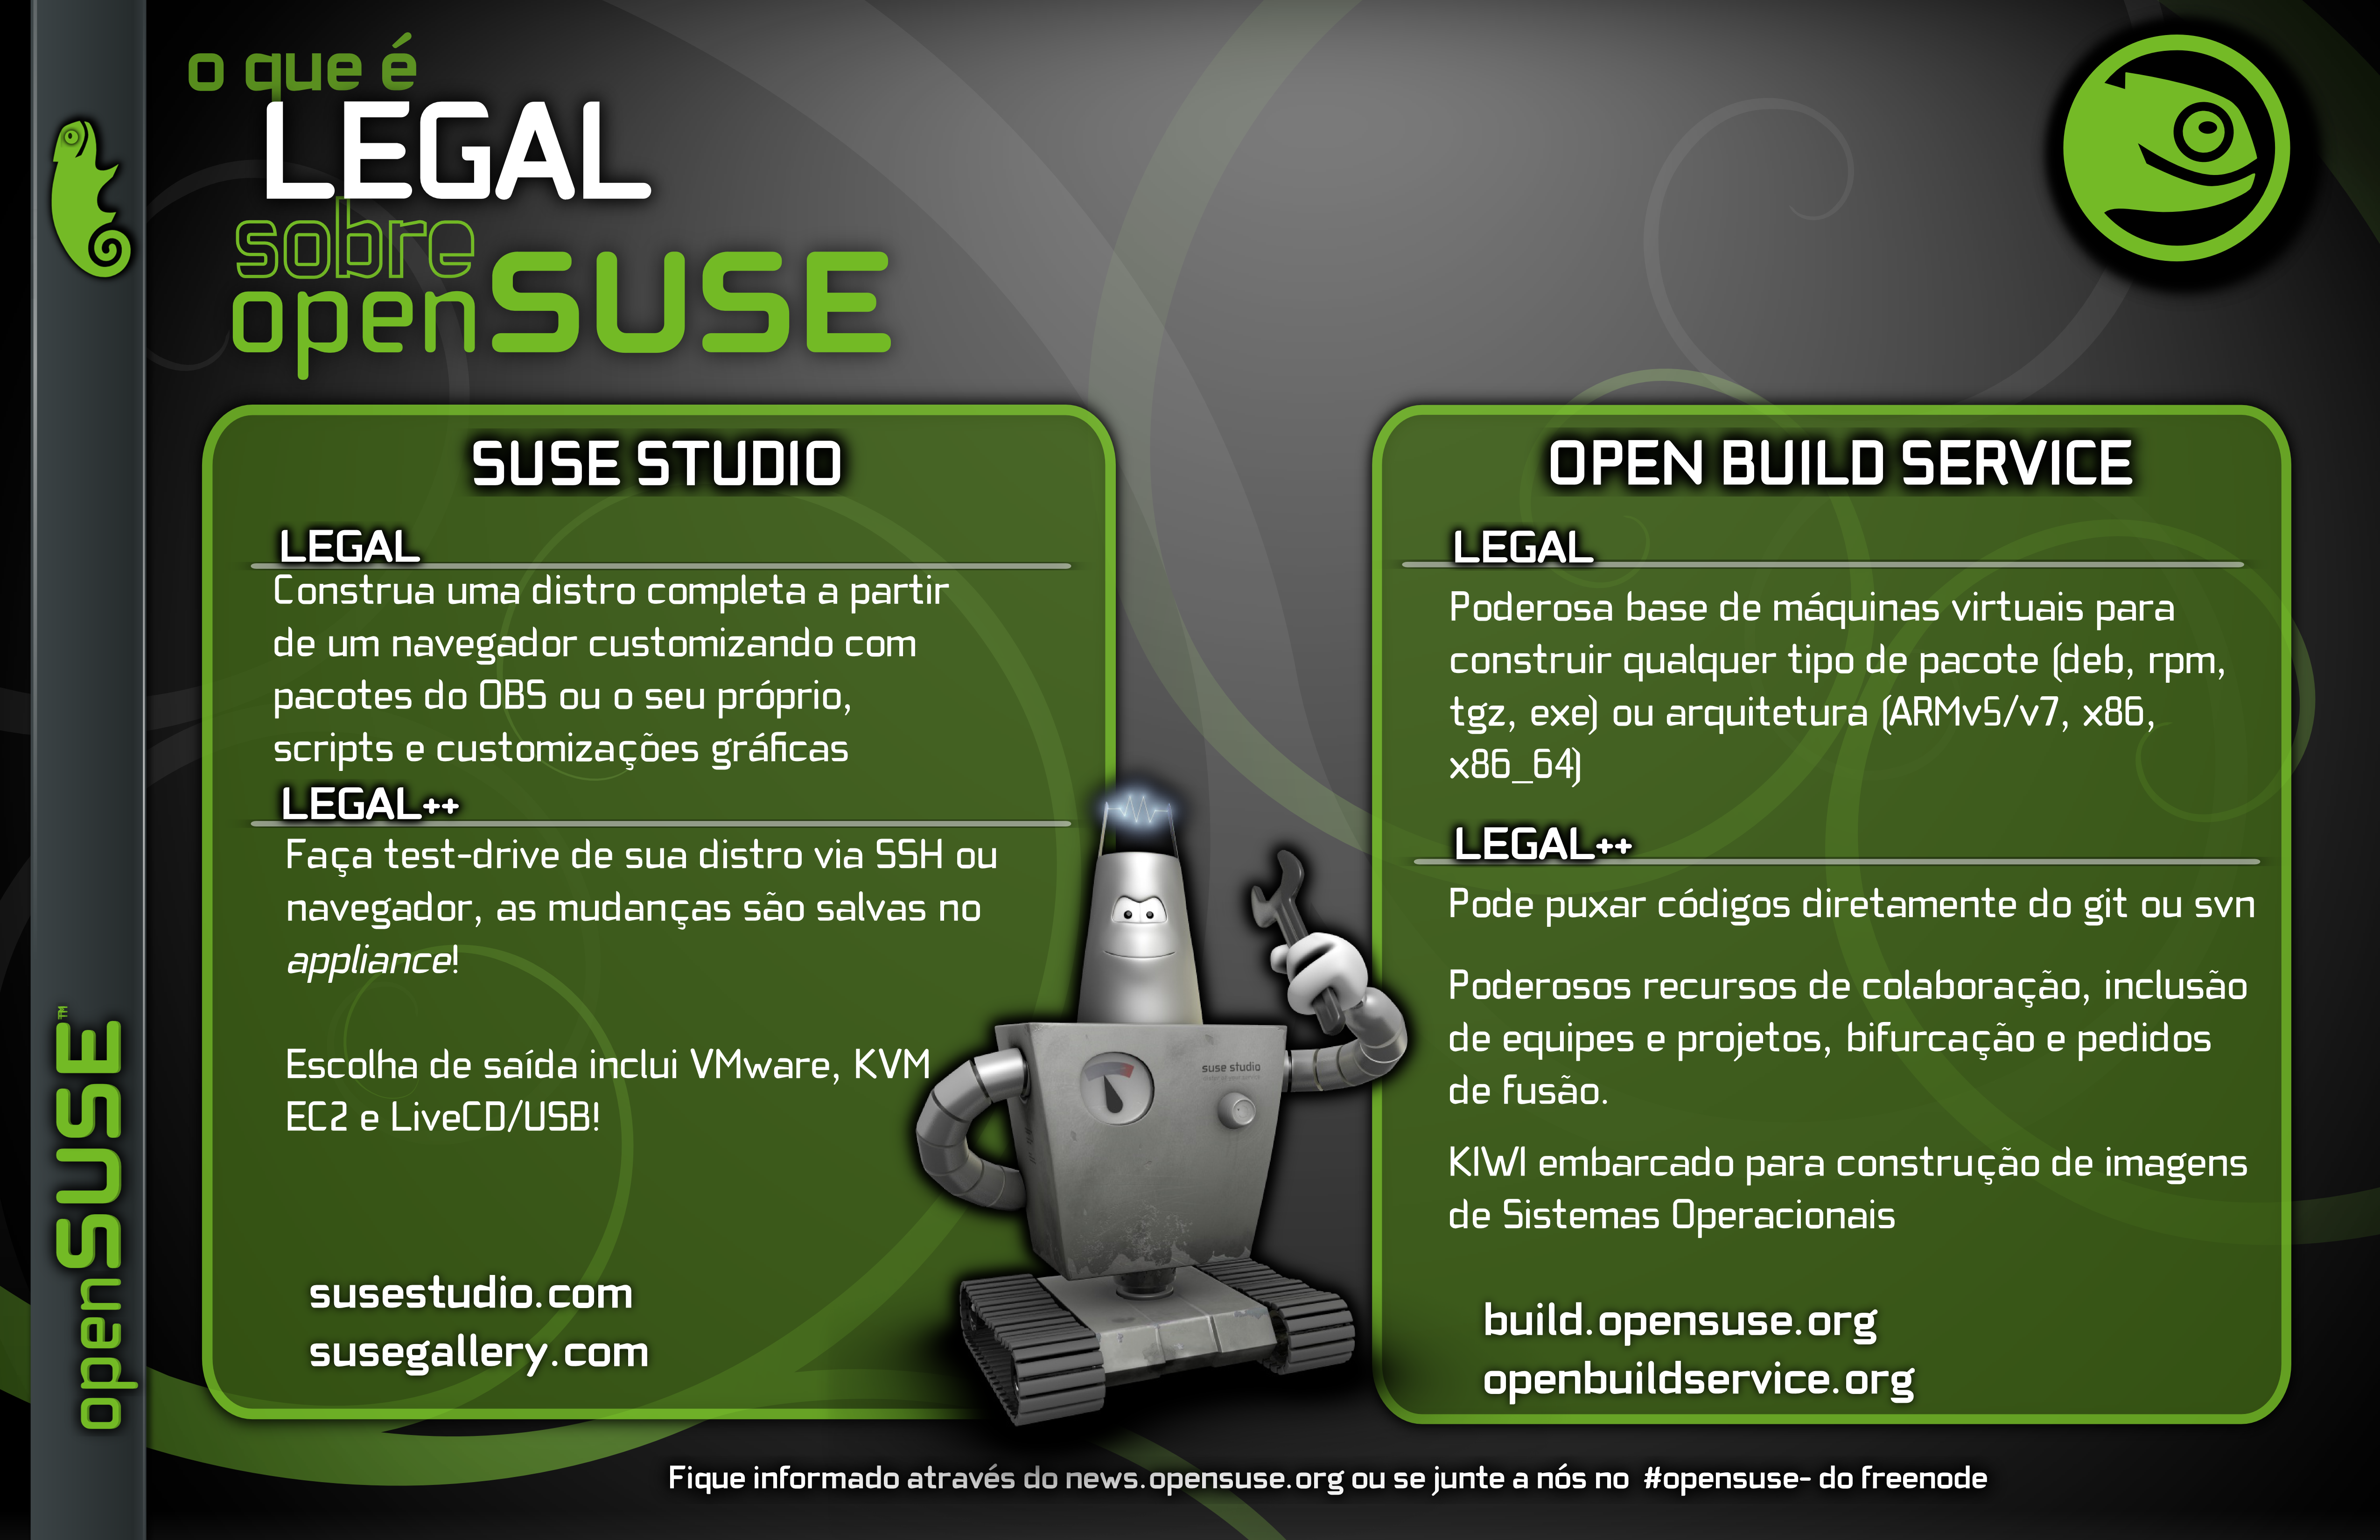 o que é
LEGAL
sobre
openSUSE
SUSE STUDIO
LEGAL
Construa uma distro completa a partir
de um navegador customizando com
pacotes do OBS ou o seu próprio,
scripts e customizações gráficas
LEGAL++
Faça test-drive de sua distro via SSH ou
navegador, as mudanças são salvas no
appliance!
Escolha de saída inclui VMware, KVM
EC2 e LiveCD/USB!
susestudio.com
susegallery.com
suse studio
OPEN BUILD SERVICE
LEGAL
Poderosa base de máquinas virtuais para
construir qualquer tipo de pacote (deb, rpm,
tgz, exe) ou arquitetura (ARMv5/v7, x86,
x86_64)
LEGAL++
Pode puxar códigos diretamente do git ou svn
Poderosos recursos de colaboração, inclusão
de equipes e projetos, bifurcação e pedidos
de fusão.
KIWI embarcado para construção de imagens
de Sistemas Operacionais
build.opensuse.org
openbuildservice.org
Fique informado através do news.opensuse.org ou se junte a nós no #opensuse- do freenode
openSUSE™